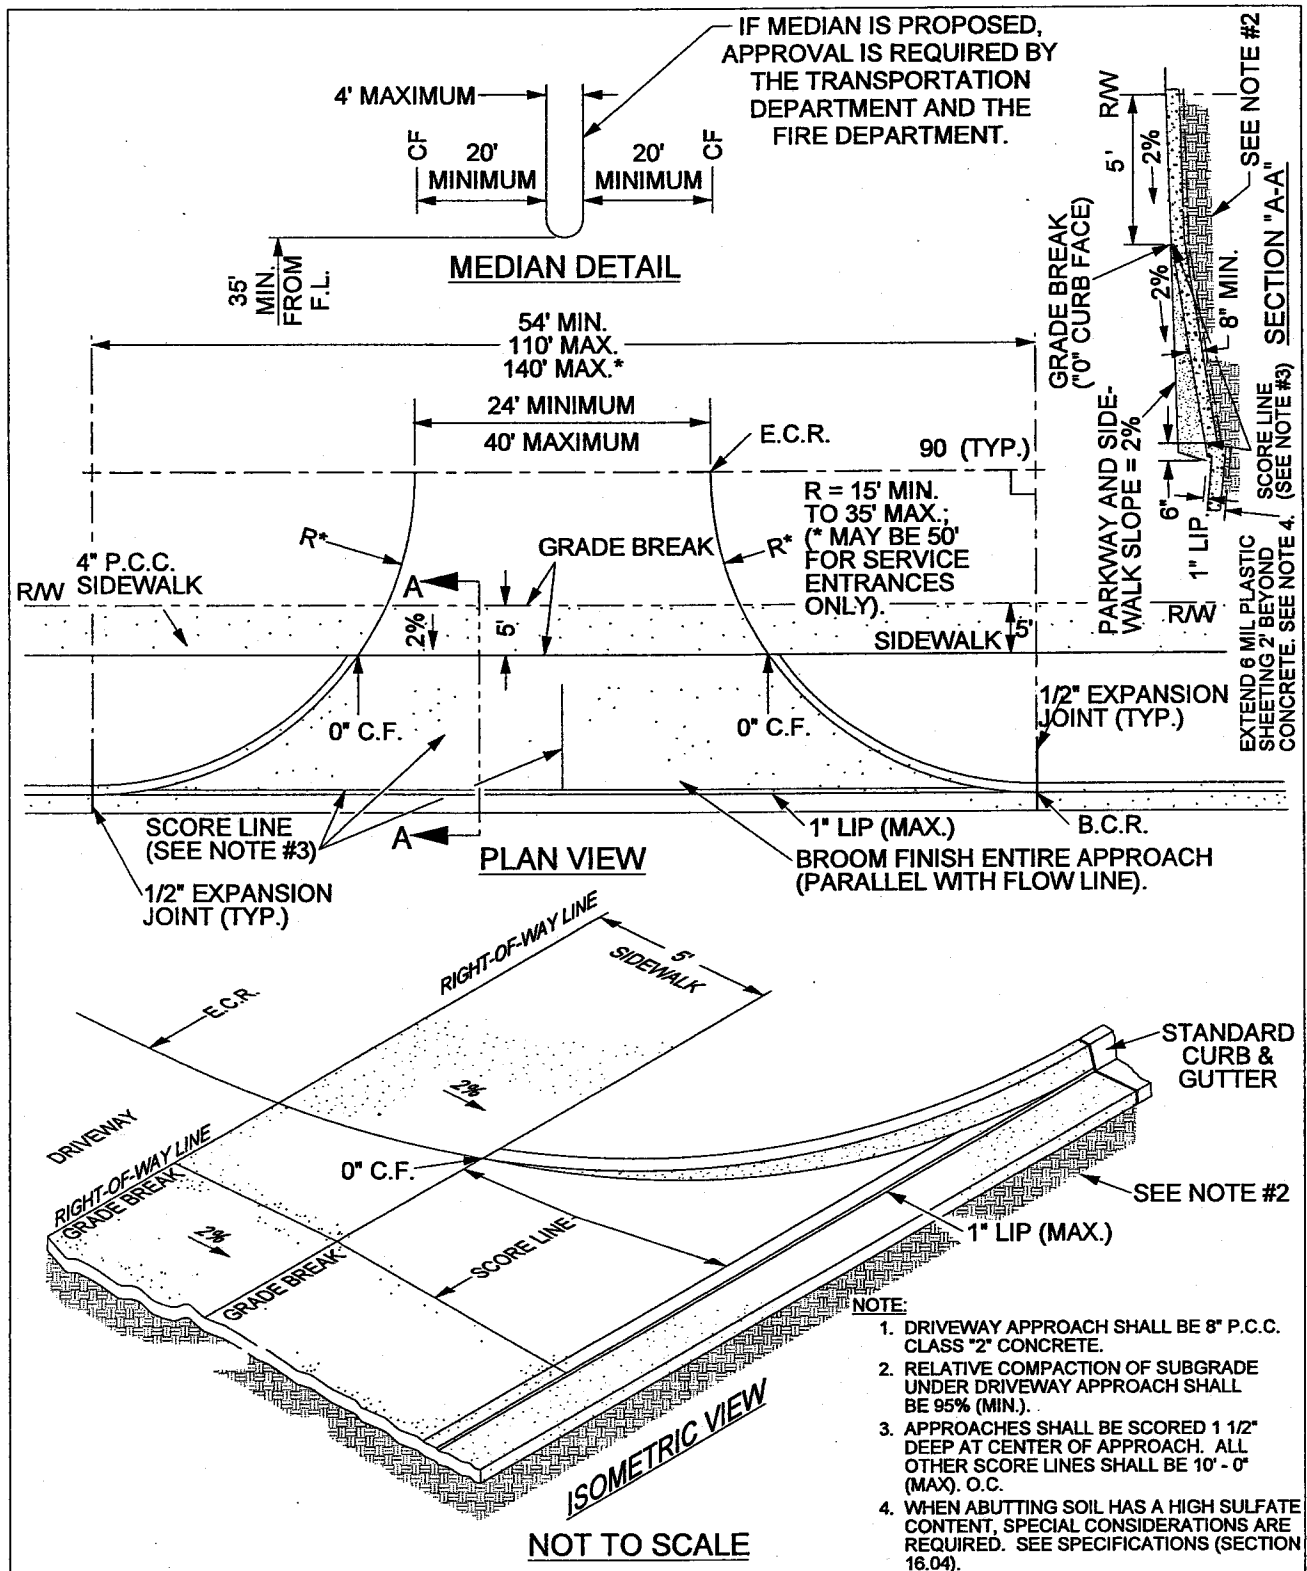 IF MEDIAN IS PROPOSED,
APPROVAL IS REQUIRED BY
THE TRANSPORTATION
DEPARTMENT AND THE
FIRE DEPARTMENT.
4' MAXIMUM
CF
20'
MINIMUM
20'
MINIMUM
CF
35'
MIN.
FROM
F.L.
MEDIAN DETAIL
R/W
5'
2%
SEE NOTE #2
GRADE BREAK
("0" CURB FACE)
2%
8" MIN.
SECTION "A-A"
PARKWAY AND SIDE-
WALK SLOPE = 2%
6"
1" LIP
SCORE LINE
(SEE NOTE #3)
EXTEND 6 MIL PLASTIC
SHEETING 2' BEYOND
CONCRETE. SEE NOTE 4.
54' MIN.
110' MAX.
140' MAX.*
24' MINIMUM
40' MAXIMUM
E.C.R.
90 (TYP.)
R = 15' MIN.
TO 35' MAX.;
(* MAY BE 50'
FOR SERVICE
ENTRANCES
ONLY).
R*
GRADE BREAK
R*
4" P.C.C.
SIDEWALK
R/W
A
2%
5'
SIDEWALK
5'
R/W
0" C.F.
0" C.F.
1/2" EXPANSION
JOINT (TYP.)
SCORE LINE
(SEE NOTE #3)
A
1" LIP (MAX.)
B.C.R.
PLAN VIEW
BROOM FINISH ENTIRE APPROACH
(PARALLEL WITH FLOW LINE).
1/2" EXPANSION
JOINT (TYP.)
RIGHT-OF-WAY LINE
5'
SIDEWALK
E.C.R.
STANDARD
CURB &
GUTTER
2%
DRIVEWAY
0" C.F.
RIGHT-OF-WAY LINE
GRADE BREAK
2%
SEE NOTE #2
1" LIP (MAX.)
SCORE LINE
GRADE BREAK
ISOMETRIC VIEW
NOT TO SCALE
NOTE:
1. DRIVEWAY APPROACH SHALL BE 8" P.C.C.
CLASS "2" CONCRETE.
2. RELATIVE COMPACTION OF SUBGRADE
UNDER DRIVEWAY APPROACH SHALL
BE 95% (MIN.).
3. APPROACHES SHALL BE SCORED 1 1/2"
DEEP AT CENTER OF APPROACH. ALL
OTHER SCORE LINES SHALL BE 10' - 0"
(MAX). O.C.
4. WHEN ABUTTING SOIL HAS A HIGH SULFATE
CONTENT, SPECIAL CONSIDERATIONS ARE
REQUIRED. SEE SPECIFICATIONS (SECTION
16.04).